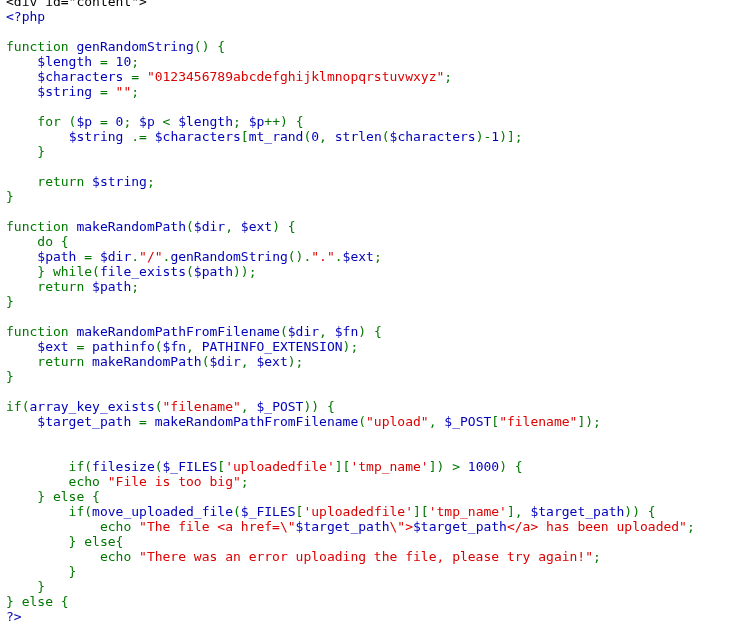 <div id="content">
<?php

function genRandomString() {
    $length = 10;
    $characters = "0123456789abcdefghijklmnopqrstuvwxyz";
    $string = "";

    for ($p = 0; $p < $length; $p++) {
        $string .= $characters[mt_rand(0, strlen($characters)-1)];
    }

    return $string;
}

function makeRandomPath($dir, $ext) {
    do {
    $path = $dir."/".genRandomString().".".$ext;
    } while(file_exists($path));
    return $path;
}

function makeRandomPathFromFilename($dir, $fn) {
    $ext = pathinfo($fn, PATHINFO_EXTENSION);
    return makeRandomPath($dir, $ext);
}

if(array_key_exists("filename", $_POST)) {
    $target_path = makeRandomPathFromFilename("upload", $_POST["filename"]);


        if(filesize($_FILES['uploadedfile']['tmp_name']) > 1000) {
        echo "File is too big";
    } else {
        if(move_uploaded_file($_FILES['uploadedfile']['tmp_name'], $target_path)) {
            echo "The file <a href=\"$target_path\">$target_path</a> has been uploaded";
        } else{
            echo "There was an error uploading the file, please try again!";
        }
    }
} else {
?>